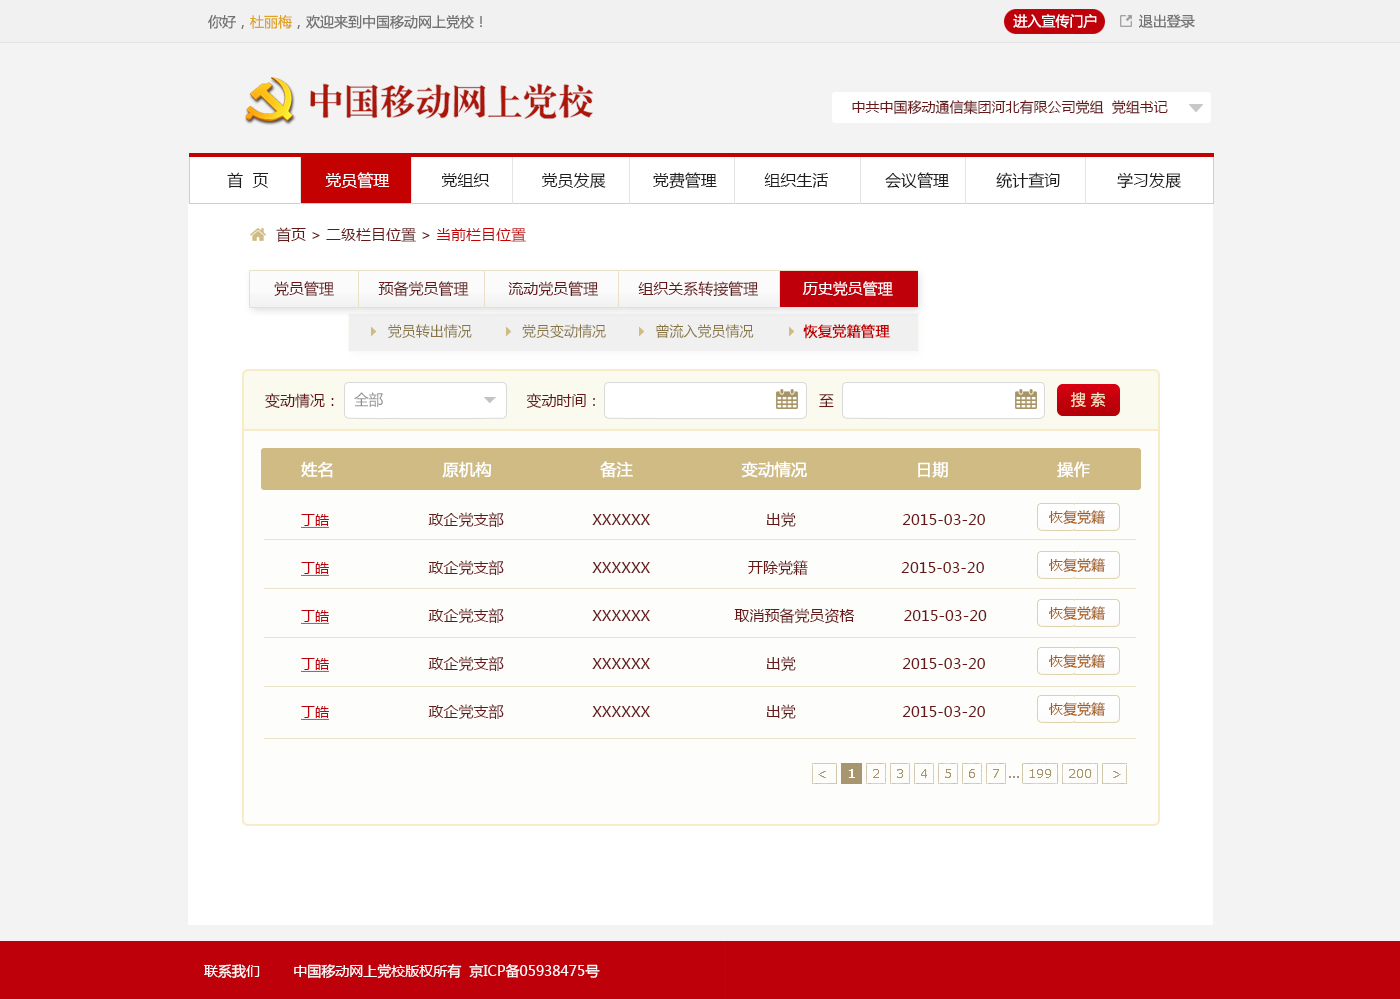 你好，杜丽梅，欢迎来到中国移动网上党校！ 进入宣传门户 退出登录
中国移动网上党校
中共中国移动通信集团河北有限公司党组 党组书记
首 页 党员管理 党组织 党员发展 党费管理 组织生活 会议管理 统计查询 学习发展
首页 > 二级栏目位置 > 当前栏目位置
党员管理 预备党员管理 流动党员管理 组织关系转接管理 历史党员管理
党员转出情况 党员变动情况 曾流入党员情况 恢复党籍管理
变动情况： 全部 变动时间： 至 搜 索
姓名 原机构 备注 变动情况 日期 操作
丁皓 政企党支部 XXXXXX 出党 2015-03-20 恢复党籍
丁皓 政企党支部 XXXXXX 开除党籍 2015-03-20 恢复党籍
丁皓 政企党支部 XXXXXX 取消预备党员资格 2015-03-20 恢复党籍
丁皓 政企党支部 XXXXXX 出党 2015-03-20 恢复党籍
丁皓 政企党支部 XXXXXX 出党 2015-03-20 恢复党籍
< 1 2 3 4 5 6 7 ... 199 200 >
联系我们 中国移动网上党校版权所有 京ICP备05938475号